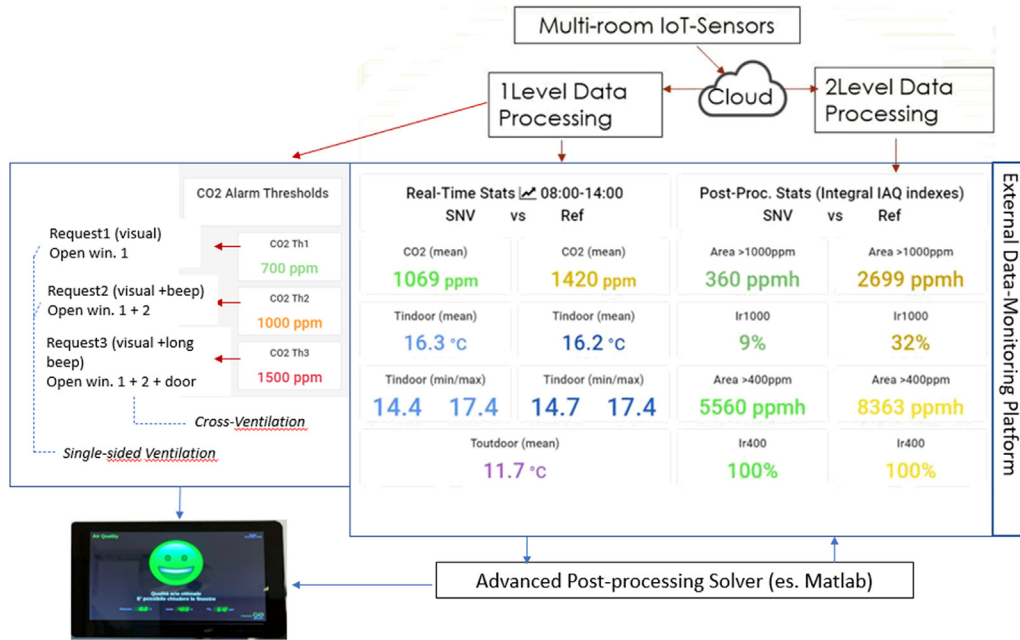 Multi-room IoT-Sensors
Cloud
1Level Data
Processing
2Level Data
Processing
CO2 Alarm Thresholds
Request1 (visual)
Open win. 1
CO2 Th1
700 ppm
Request2 (visual +beep)
Open win. 1 + 2
CO2 Th2
1000 ppm
Request3 (visual +long
beep)
Open win. 1 + 2 + door
CO2 Th3
1500 ppm
Cross-Ventilation
Single-sided Ventilation
Real-Time Stats 08:00-14:00
SNV vs Ref
CO2 (mean)
1069 ppm
CO2 (mean)
1420 ppm
Tindoor (mean)
16.3 °C
Tindoor (mean)
16.2 °C
Tindoor (min/max)
14.4 17.4
Tindoor (min/max)
14.7 17.4
Toutdoor (mean)
11.7 °C
Post-Proc. Stats (Integral IAQ indexes)
SNV vs Ref
Area >1000ppm
360 ppmh
Area >1000ppm
2699 ppmh
Ir1000
9%
Ir1000
32%
Area >400ppm
5560 ppmh
Area >400ppm
8363 ppmh
Ir400
100%
Ir400
100%
External Data-Monitoring Platform
Air Quality
Qualità aria ottimale
E' possibile chiudere le finestre
Advanced Post-processing Solver (es. Matlab)